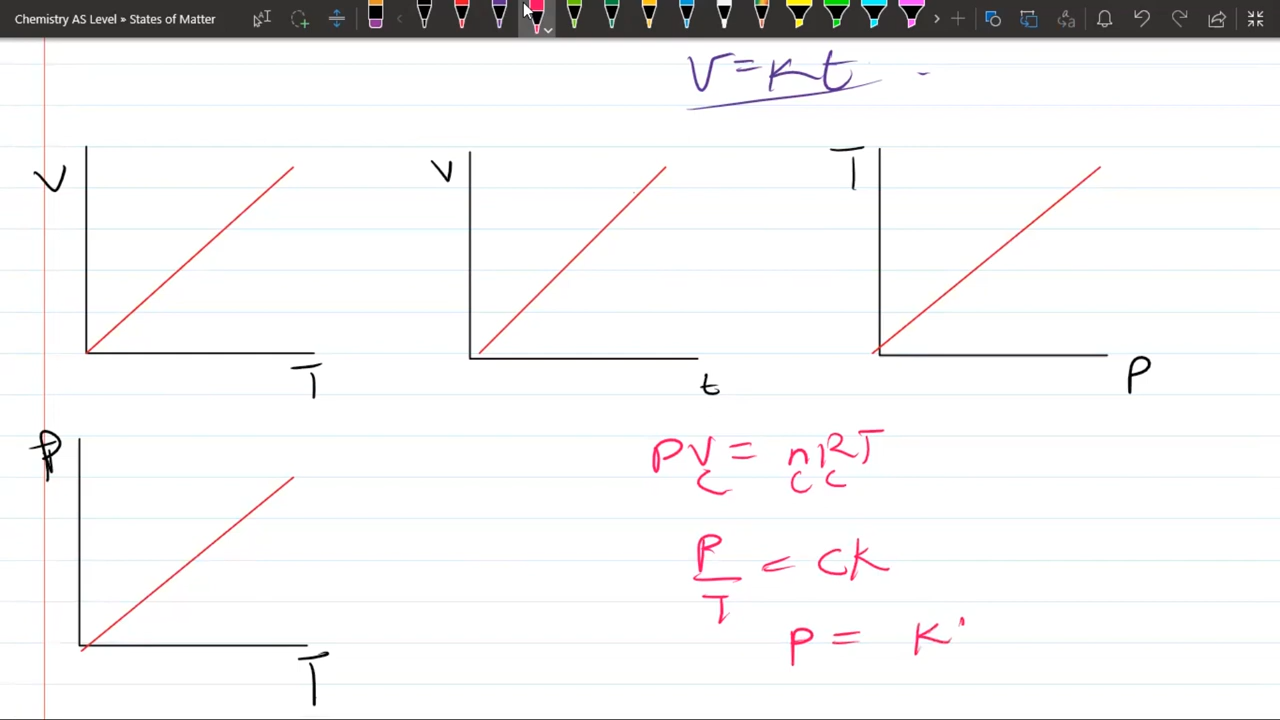 Chemistry AS Level » States of Matter
V=Kt
V
T
V
t
T
P
P
T
PV = nRT
C C C
P/T = CK
P = K